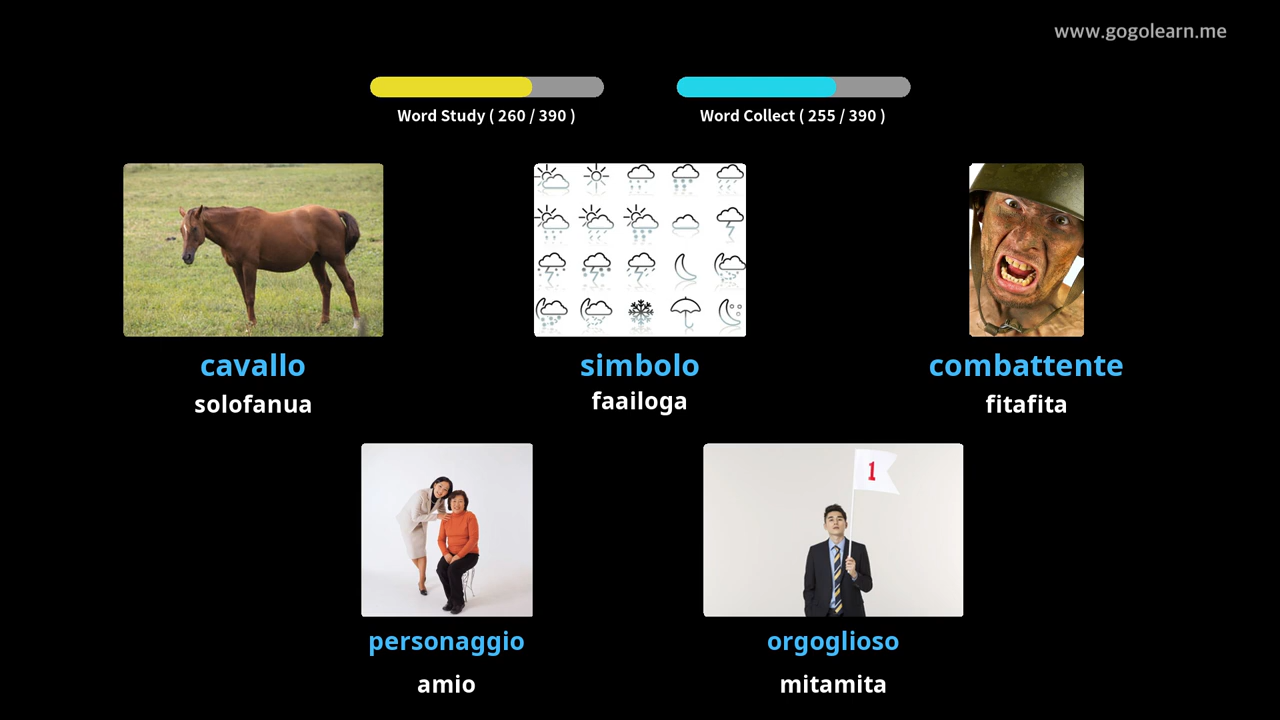 www.gogolearn.me
Word Study ( 260 / 390 )
Word Collect ( 255 / 390 )
cavallo
solofanua
simbolo
faailoga
combattente
fitafita
1
personaggio
amio
orgoglioso
mitamita